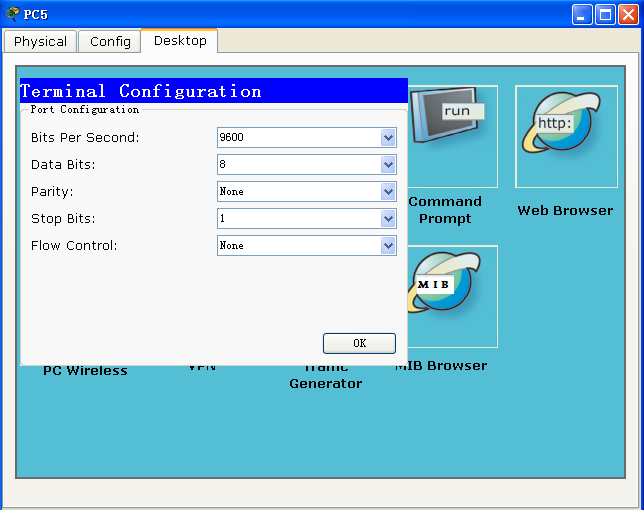 PC5
Physical
Config
Desktop
Terminal Configuration
Port Configuration
Bits Per Second:
9600
Data Bits:
8
Parity:
None
Stop Bits:
1
Flow Control:
None
OK
run
Command
Prompt
http:
Web Browser
PC Wireless
VPN
Traffic
Generator
MIB
MIB Browser